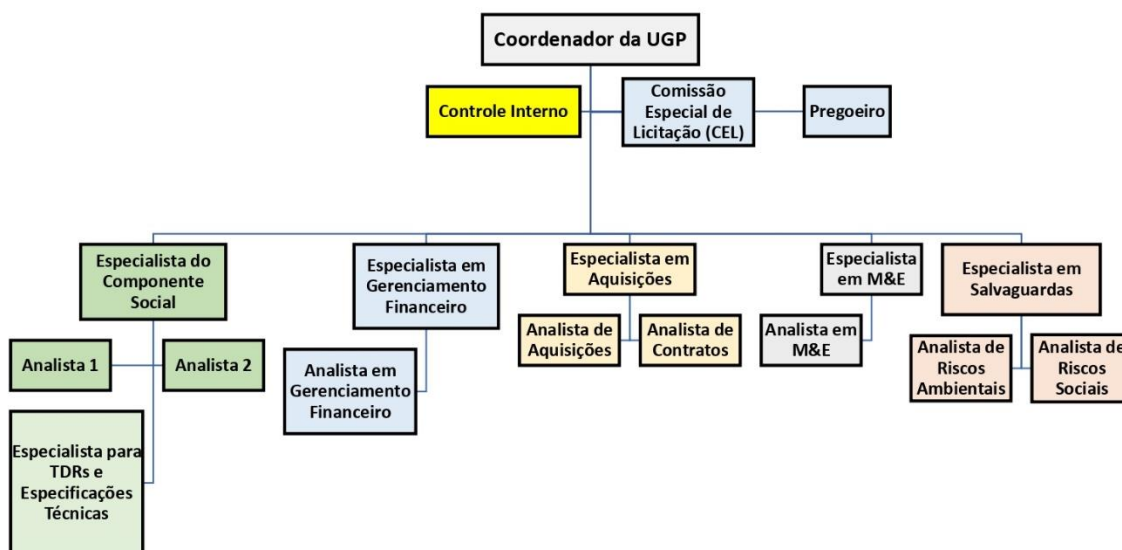 Coordenador da UGP
Controle Interno
Comissão
Especial de
Licitação (CEL)
Pregoeiro
Especialista do
Componente
Social
Especialista em
Gerenciamento
Financeiro
Especialista
em Aquisições
Especialista
em M&E
Especialista em
Salvaguardas
Analista 1
Analista 2
Analista em
Gerenciamento
Financeiro
Analista de
Aquisições
Analista de
Contratos
Analista em
M&E
Analista de
Riscos
Ambientais
Analista de
Riscos
Sociais
Especialista para
TDRs e
Especificações
Técnicas